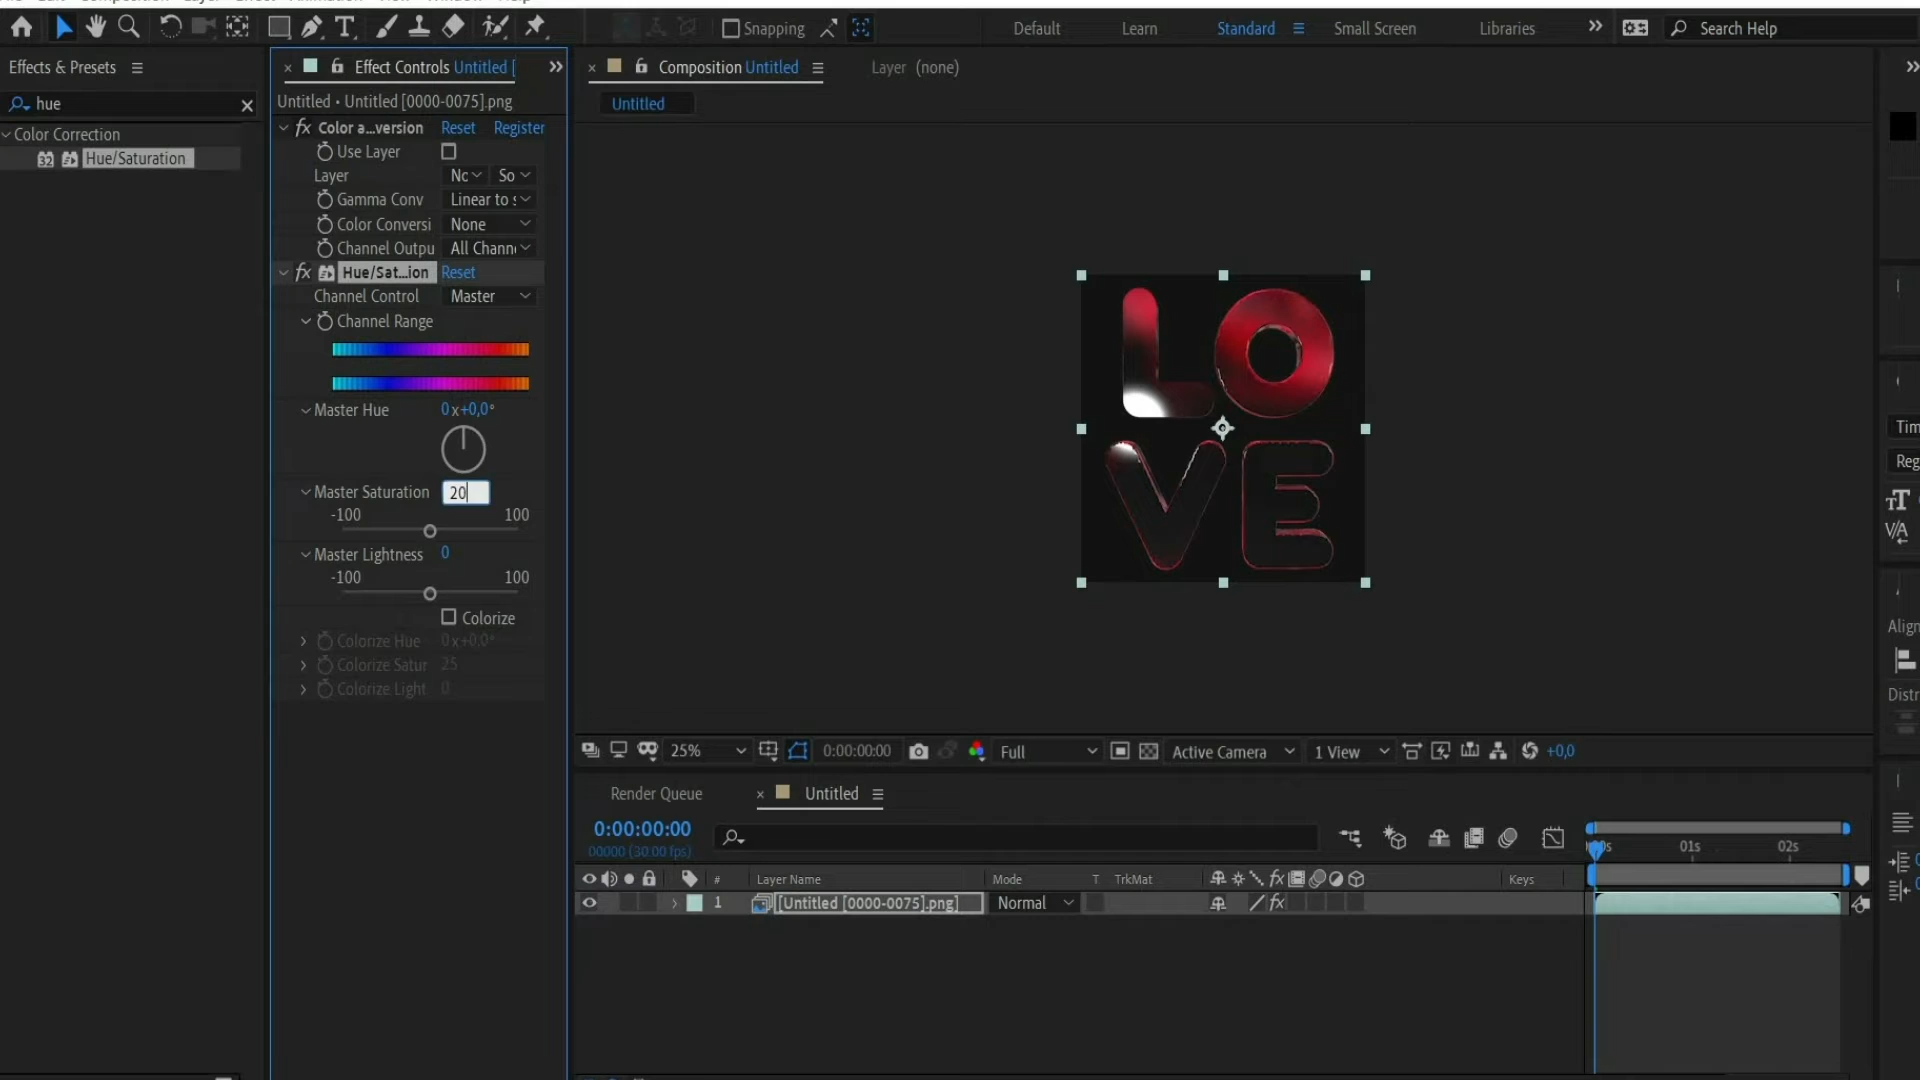 Snapping
Default
Learn
Standard
Small Screen
Libraries
Search Help
Effects & Presets
Effect Controls Untitled [
Composition Untitled
Layer (none)
hue
Untitled • Untitled [0000-0075].png
Untitled
Color Correction
Hue/Saturation
Color a...version Reset Register
Use Layer
Layer Nc So
Gamma Conv Linear to s
Color Conversi None
Channel Outpu All Chann
Hue/Sat...ion Reset
Channel Control Master
Channel Range
Master Hue 0x+0,0°
Master Saturation 20
-100 100
Master Lightness 0
-100 100
Colorize
Colorize Hue 0x+0,0°
Colorize Satur 25
Colorize Light 0
LO
VE
Tim
Reg
Align
Distr
25%
0:00:00:00
Full
Active Camera
1 View
+0,0
Render Queue
Untitled
0:00:00:00
00000 (30.00 fps)
01s
02s
# Layer Name Mode T TrkMat Keys
1 [Untitled [0000-0075].png] Normal